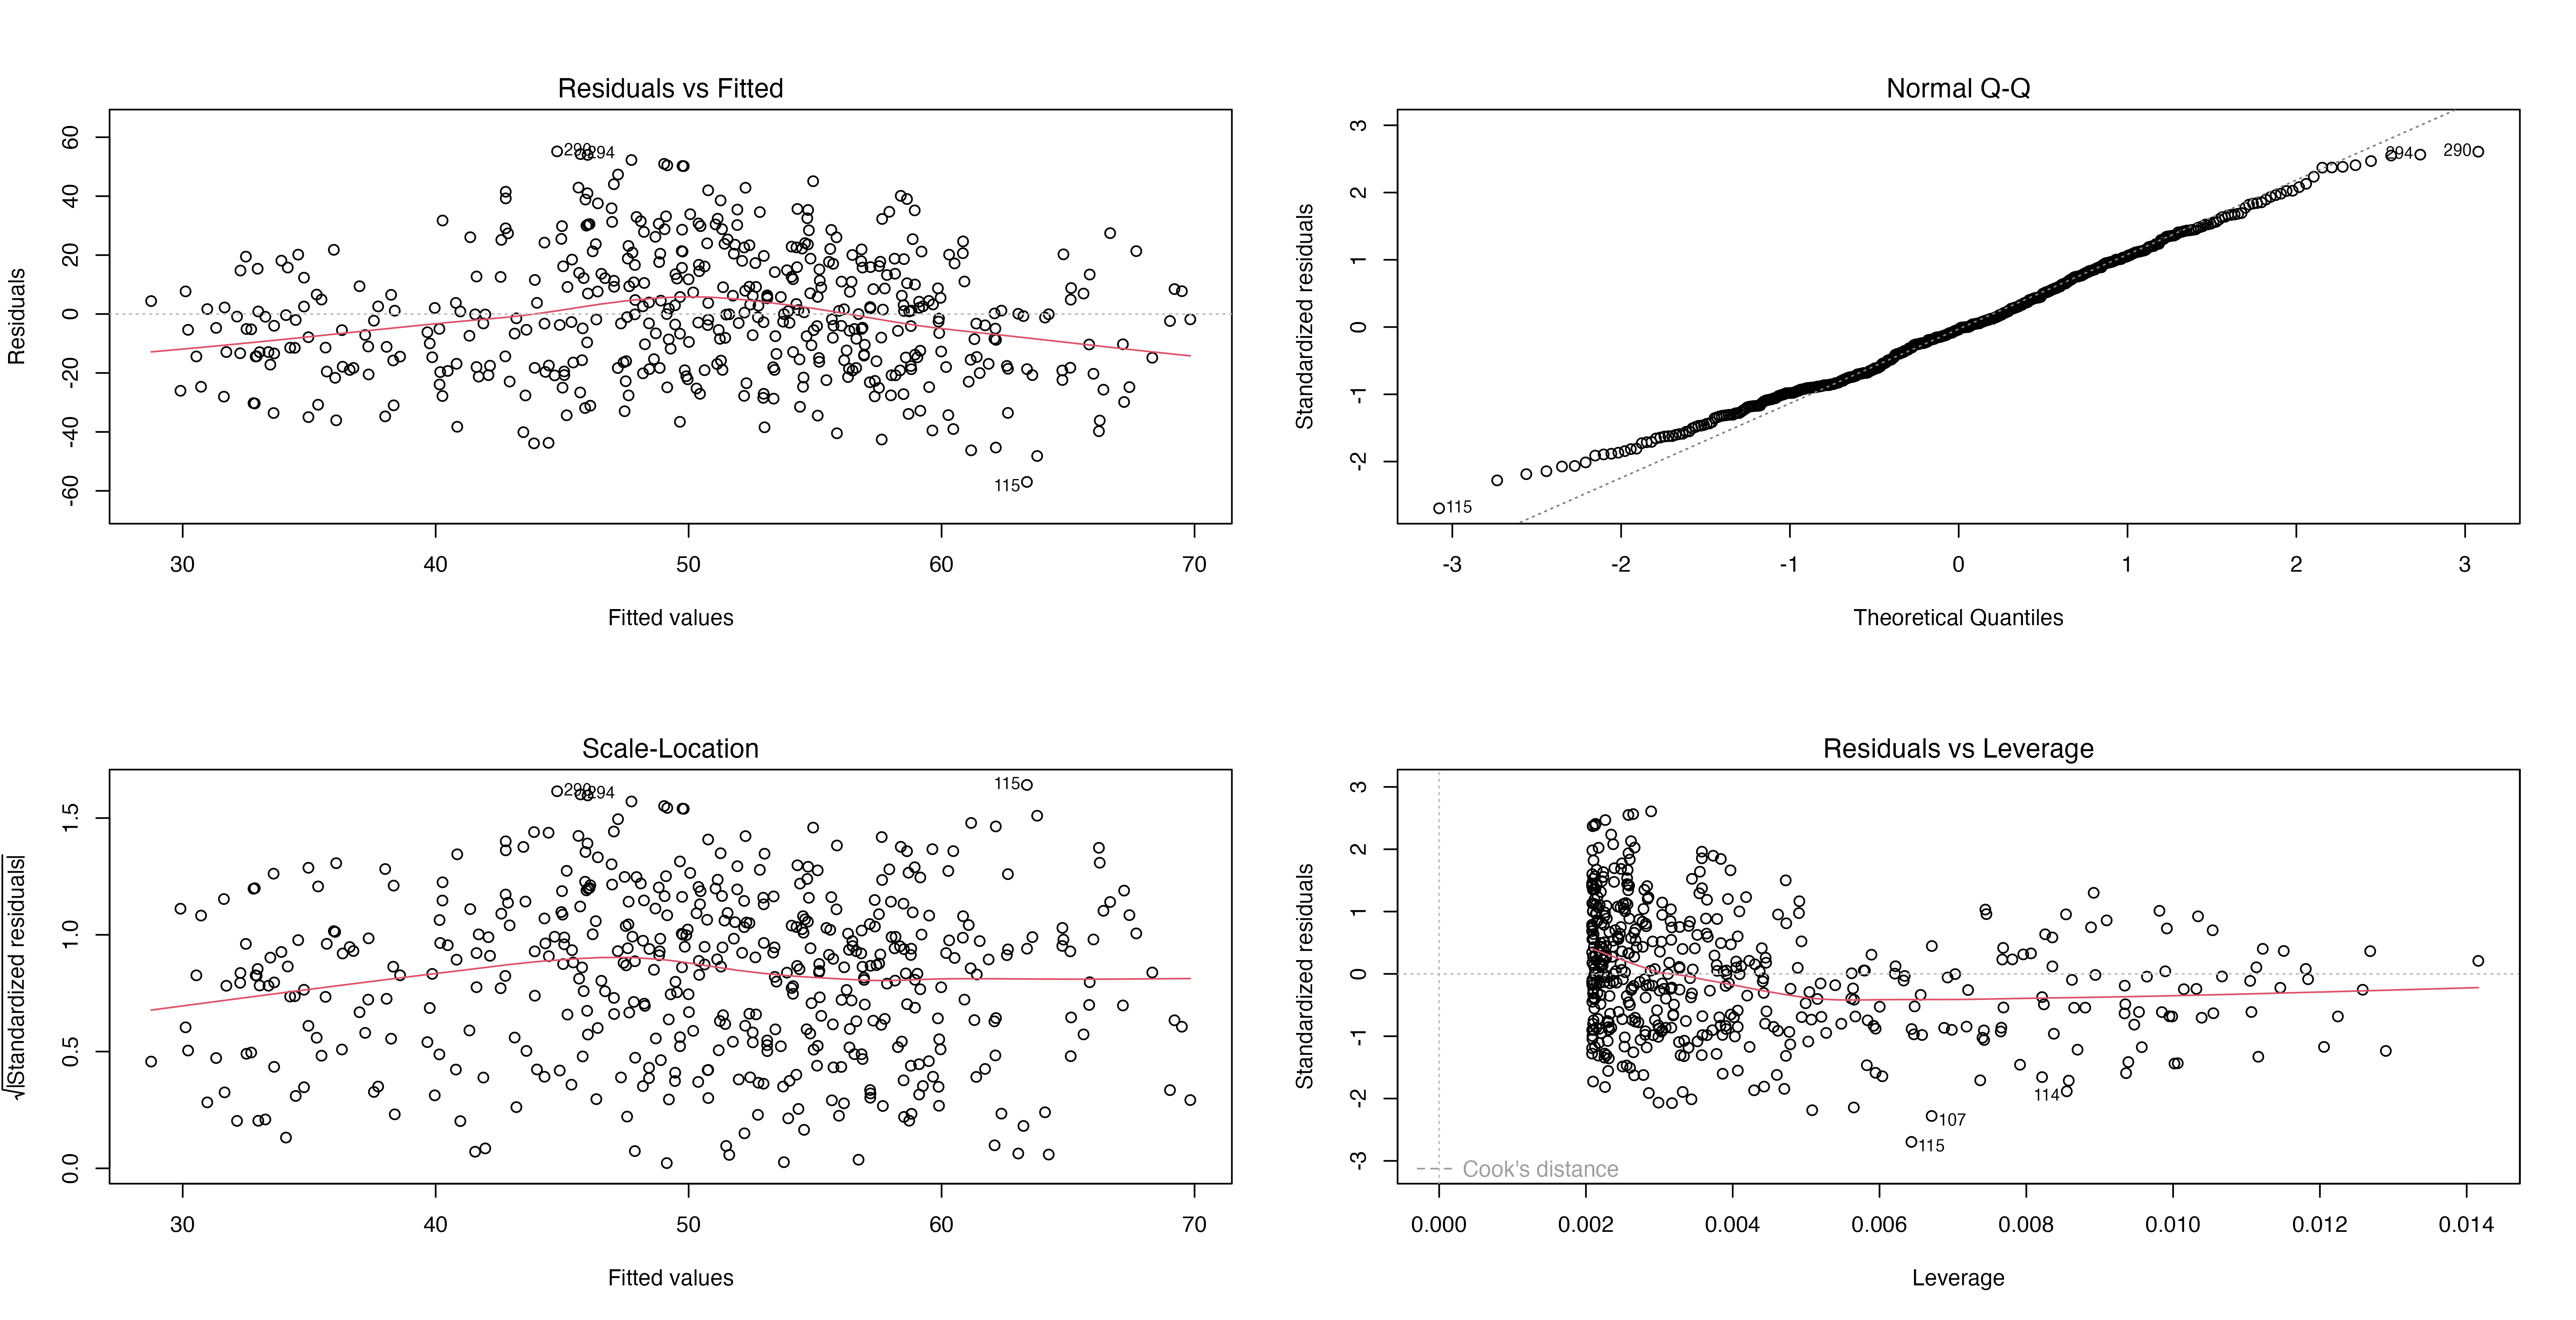 Residuals vs Fitted
Residuals
60
40
20
0
-20
-40
-60
290
294
115
30 40 50 60 70
Fitted values
Normal Q-Q
Standardized residuals
3
2
1
0
-1
-2
294
290
115
-3 -2 -1 0 1 2 3
Theoretical Quantiles
Scale-Location
√|Standardized residuals|
1.5
1.0
0.5
0.0
290
294
115
30 40 50 60 70
Fitted values
Residuals vs Leverage
Standardized residuals
3
2
1
0
-1
-2
-3
114
107
115
Cook's distance
0.000 0.002 0.004 0.006 0.008 0.010 0.012 0.014
Leverage